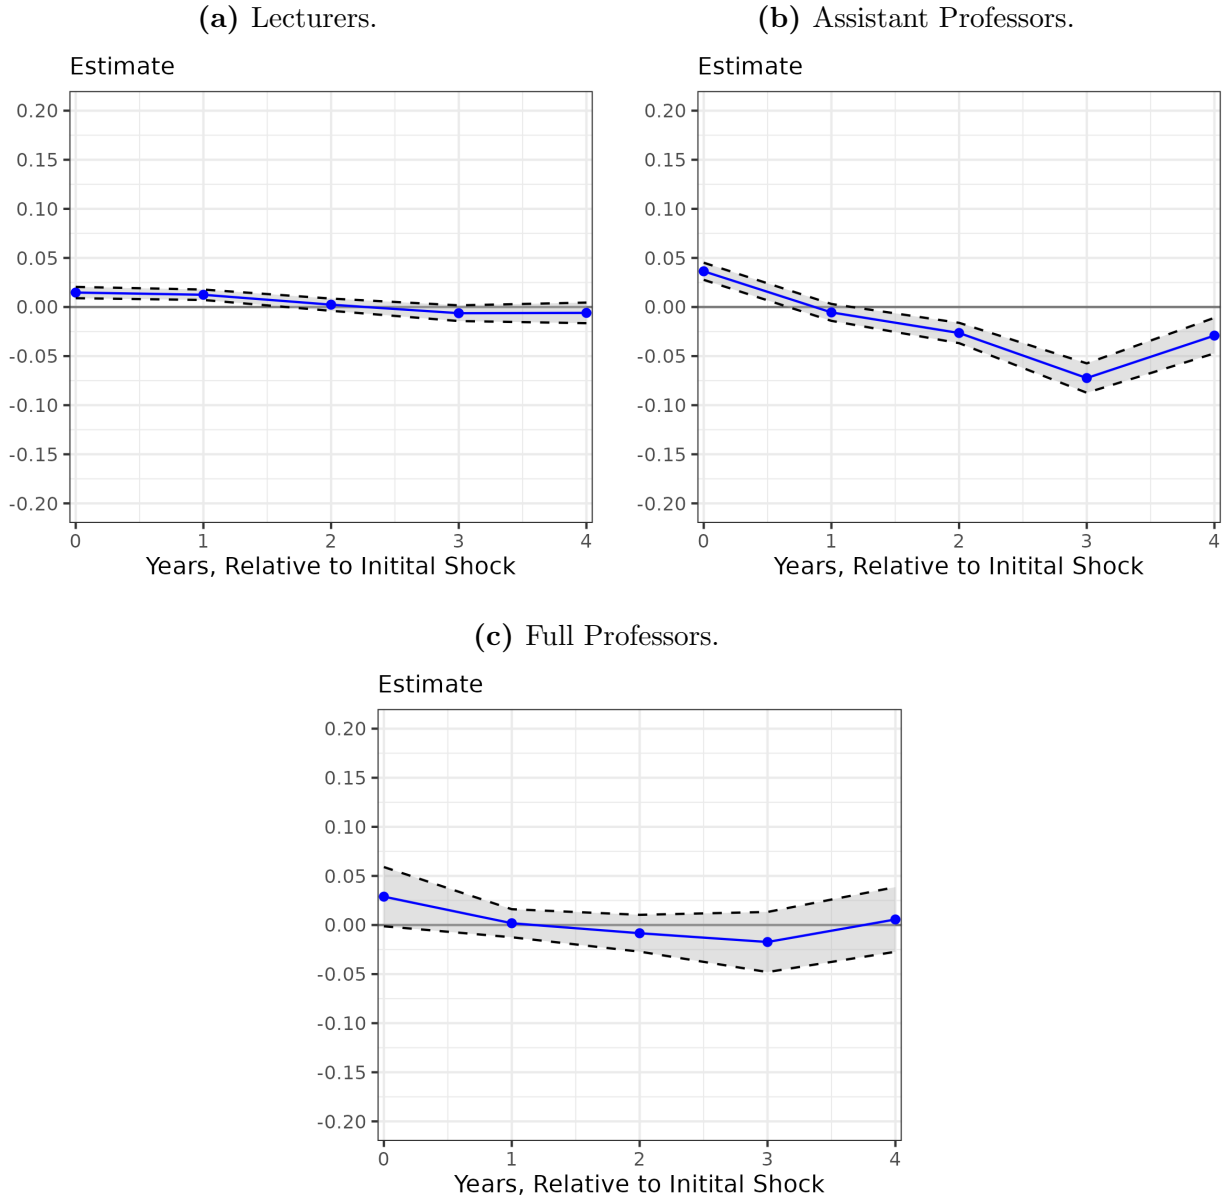 (a) Lecturers.
Estimate
0.20
0.15
0.10
0.05
0.00
-0.05
-0.10
-0.15
-0.20
0 1 2 3 4
Years, Relative to Initital Shock
(b) Assistant Professors.
Estimate
0.20
0.15
0.10
0.05
0.00
-0.05
-0.10
-0.15
-0.20
0 1 2 3 4
Years, Relative to Initital Shock
(c) Full Professors.
Estimate
0.20
0.15
0.10
0.05
0.00
-0.05
-0.10
-0.15
-0.20
0 1 2 3 4
Years, Relative to Initital Shock